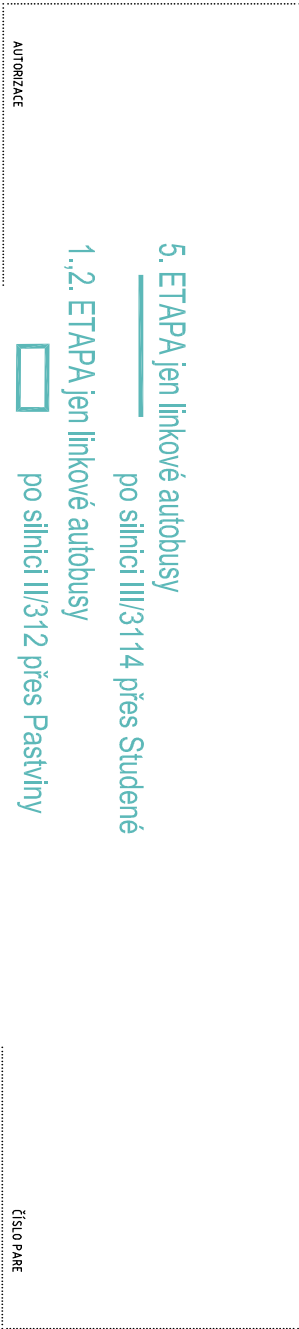 5. ETAPA jen linkové autobusy
po silnici III/3114 přes Studené
1.,2. ETAPA jen linkové autobusy
po silnici II/312 přes Pastviny
AUTORIZACE
ČÍSLO PARE